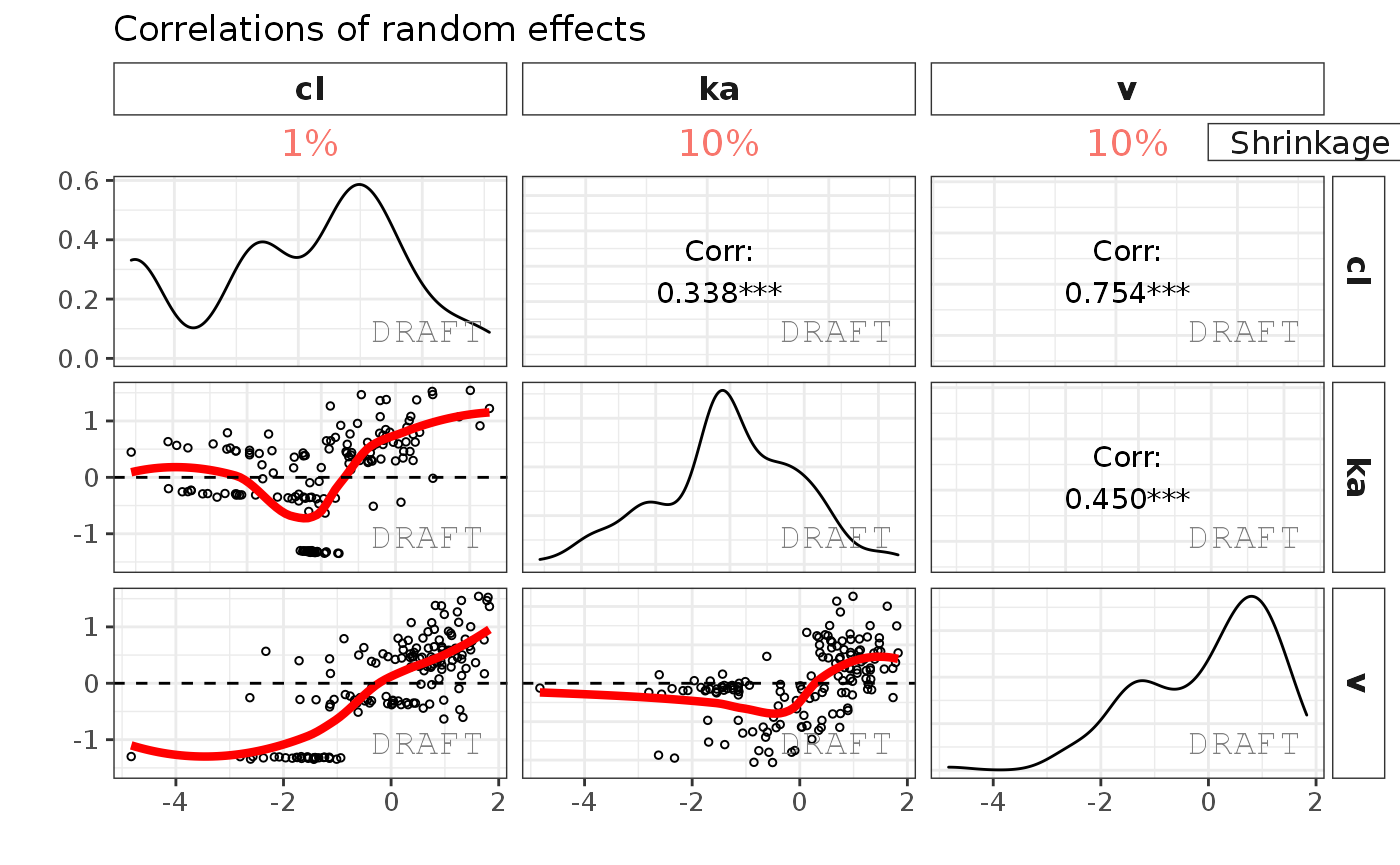 Correlations of random effects
cl ka v
1% 10% 10% Shrinkage
0.6
0.4
0.2
0.0
Corr:
0.338***
Corr:
0.754***
cl
DRAFT DRAFT DRAFT
1
0
-1
Corr:
0.450***
ka
DRAFT DRAFT DRAFT
1
0
-1
v
DRAFT DRAFT DRAFT
-4 -2 0 2 -4 -2 0 2 -4 -2 0 2